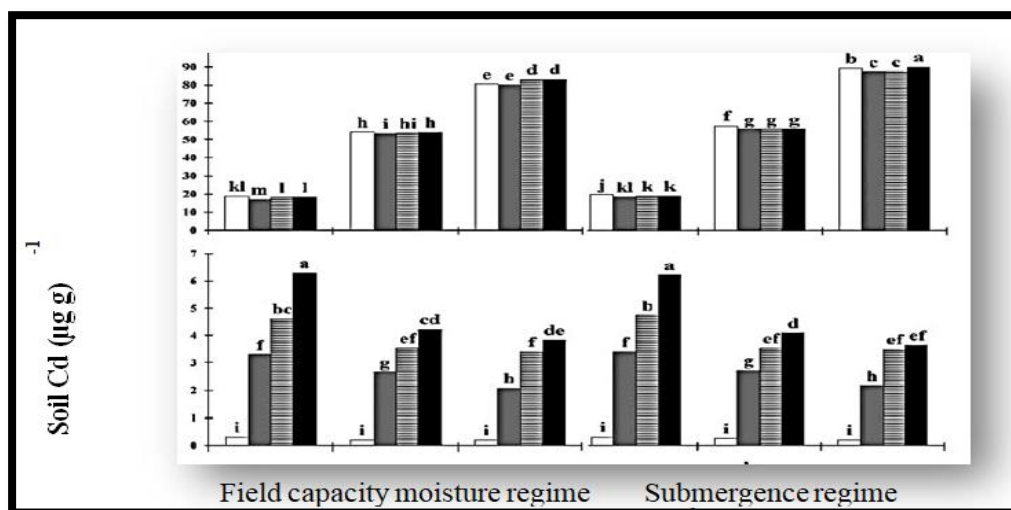 90
80
70
60
50
40
30
20
10
0
kl m l l
h i hi h
e e d d
j kl k k
f g g g
b c c a
7
6
5
4
3
2
1
0
i f bc a
i g ef cd
i h f de
i f b a
i g ef d
i h ef ef
Soil Cd (µg g)
-1
Field capacity moisture regime Submergence regime